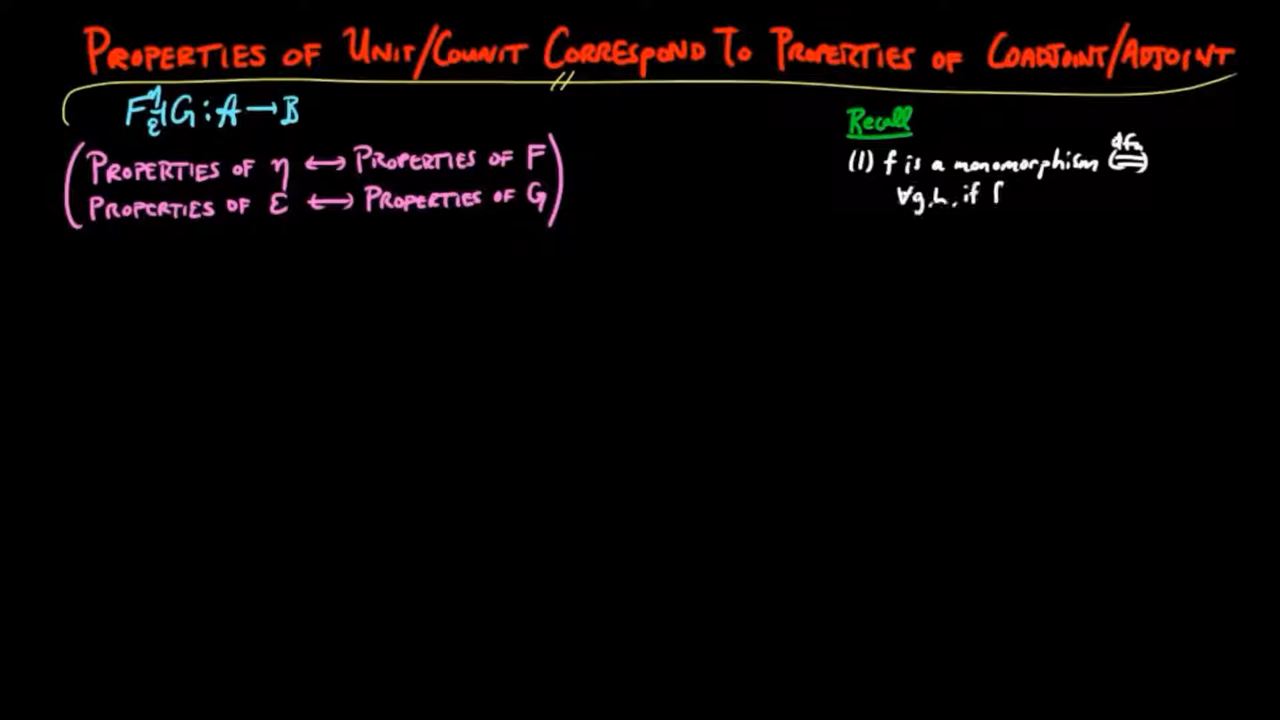 PROPERTIES OF UNIT/COUNIT CORRESPOND TO PROPERTIES OF COADJOINT/ADJOINT
F η⊣ε G : A → B
(PROPERTIES OF η ↔ PROPERTIES OF F
PROPERTIES OF ε ↔ PROPERTIES OF G)
Recall
(1) f is a monomorphism dfn ⟺
∀g,h, if f